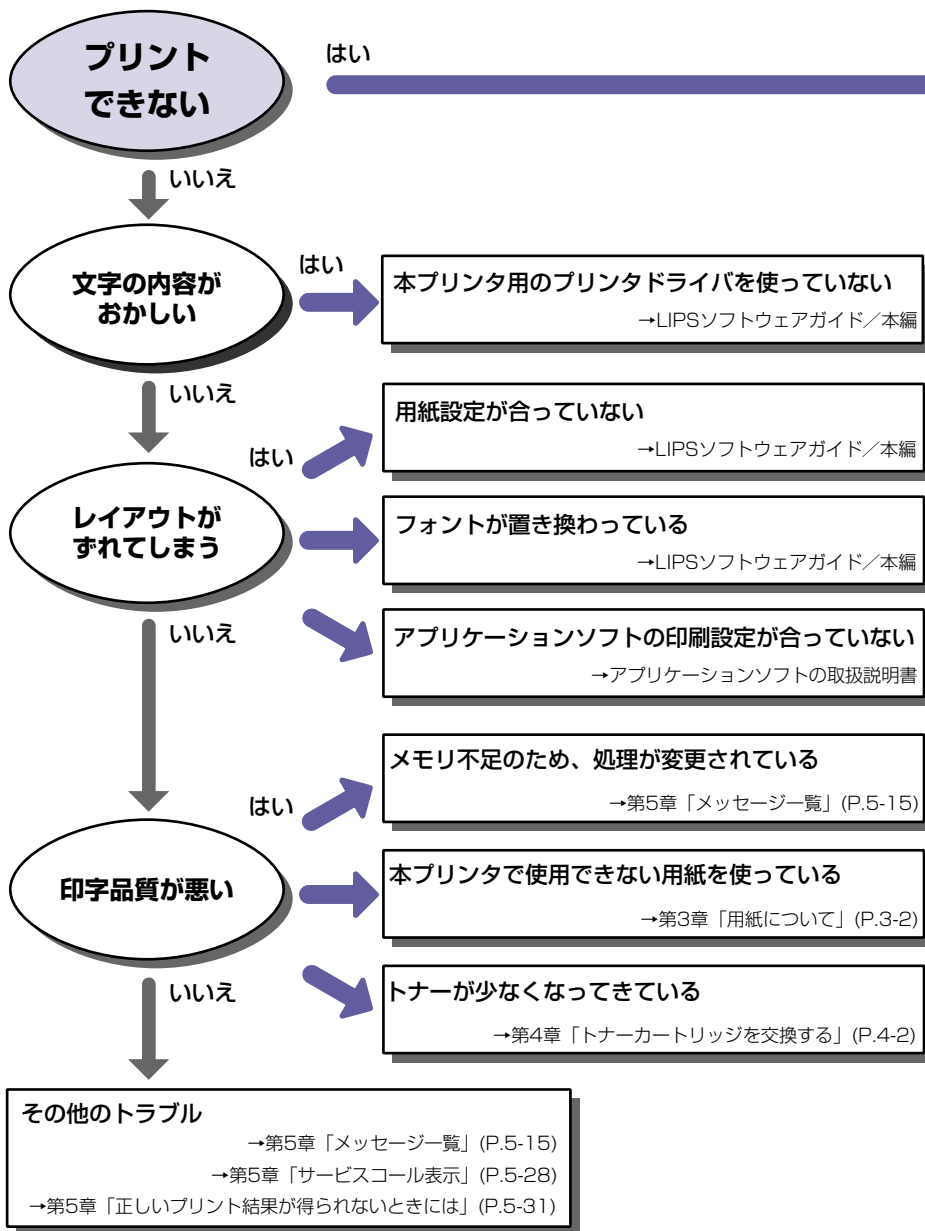 プリント
できない
はい
いいえ
文字の内容が
おかしい
はい
本プリンタ用のプリンタドライバを使っていない
→LIPSソフトウェアガイド／本編
いいえ
用紙設定が合っていない
→LIPSソフトウェアガイド／本編
はい
レイアウトが
ずれてしまう
フォントが置き換わっている
→LIPSソフトウェアガイド／本編
アプリケーションソフトの印刷設定が合っていない
→アプリケーションソフトの取扱説明書
いいえ
メモリ不足のため、処理が変更されている
→第5章「メッセージ一覧」(P.5-15)
はい
印字品質が悪い
本プリンタで使用できない用紙を使っている
→第3章「用紙について」(P.3-2)
トナーが少なくなってきている
→第4章「トナーカートリッジを交換する」(P.4-2)
いいえ
その他のトラブル
→第5章「メッセージ一覧」(P.5-15)
→第5章「サービスコール表示」(P.5-28)
→第5章「正しいプリント結果が得られないときには」(P.5-31)